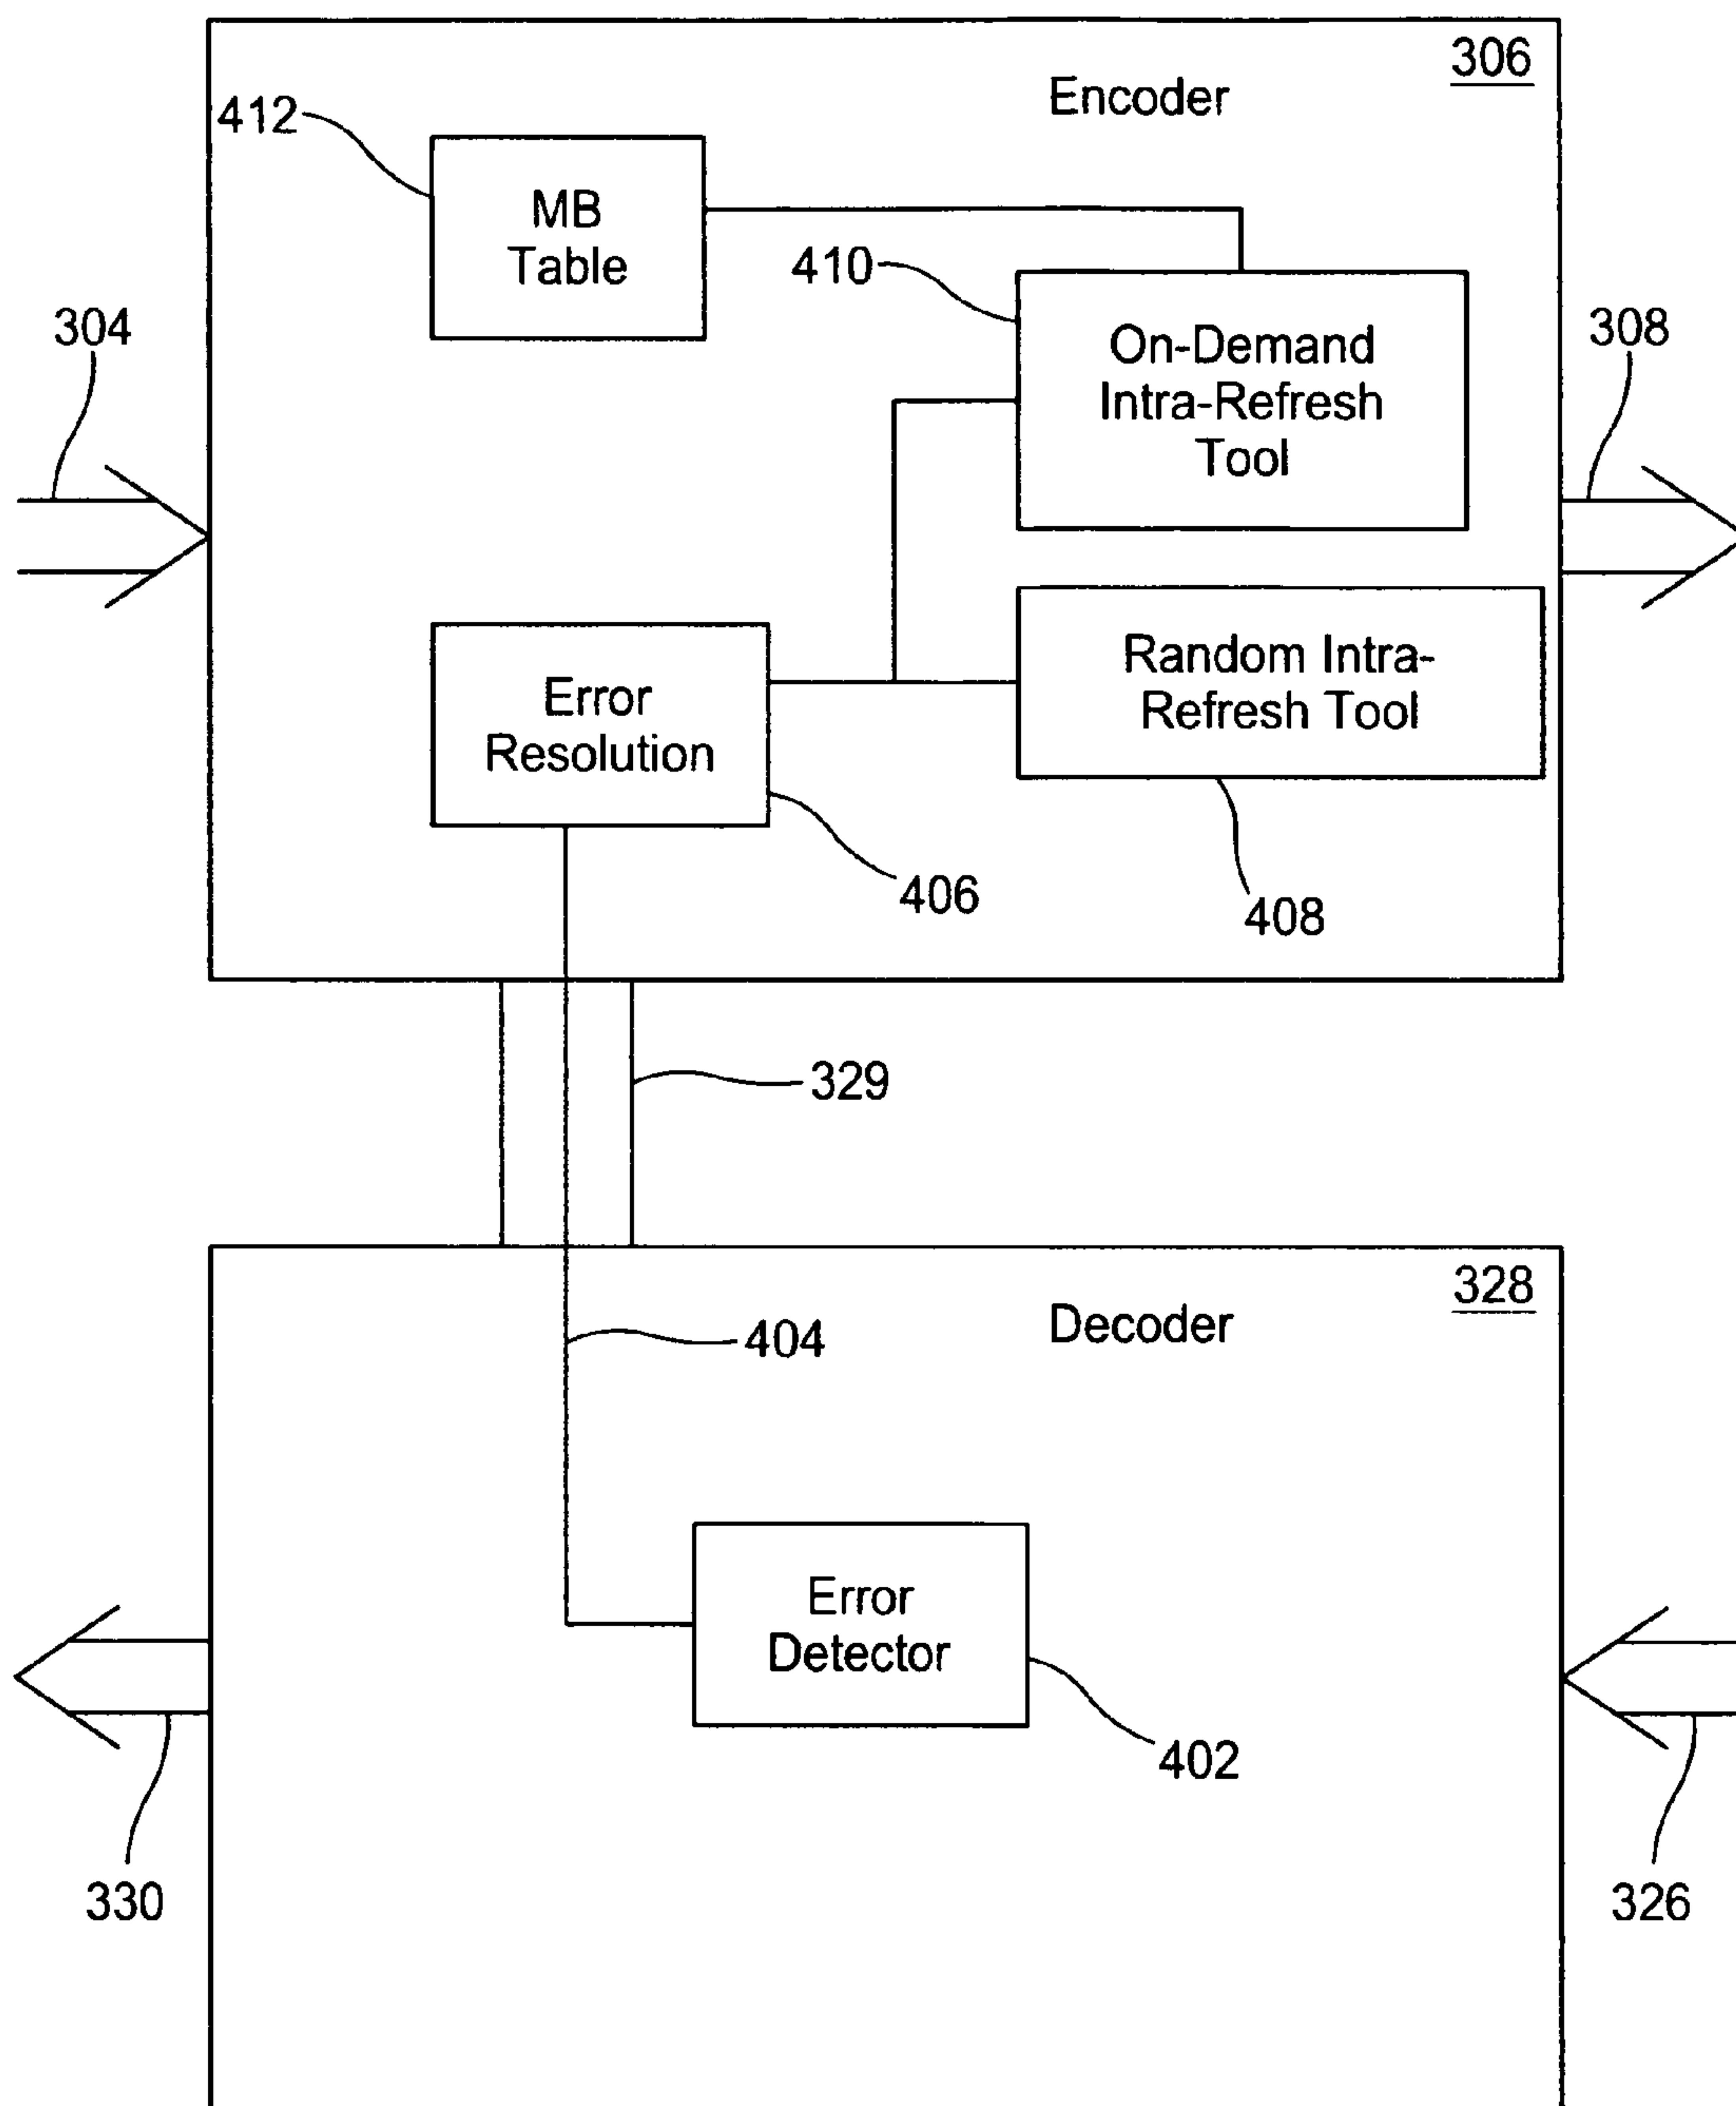 306
Encoder
412
MB
Table
410
On-Demand
Intra-Refresh
Tool
304
308
Random Intra-
Refresh Tool
Error
Resolution
406
408
329
328
Decoder
404
Error
Detector
402
330
326